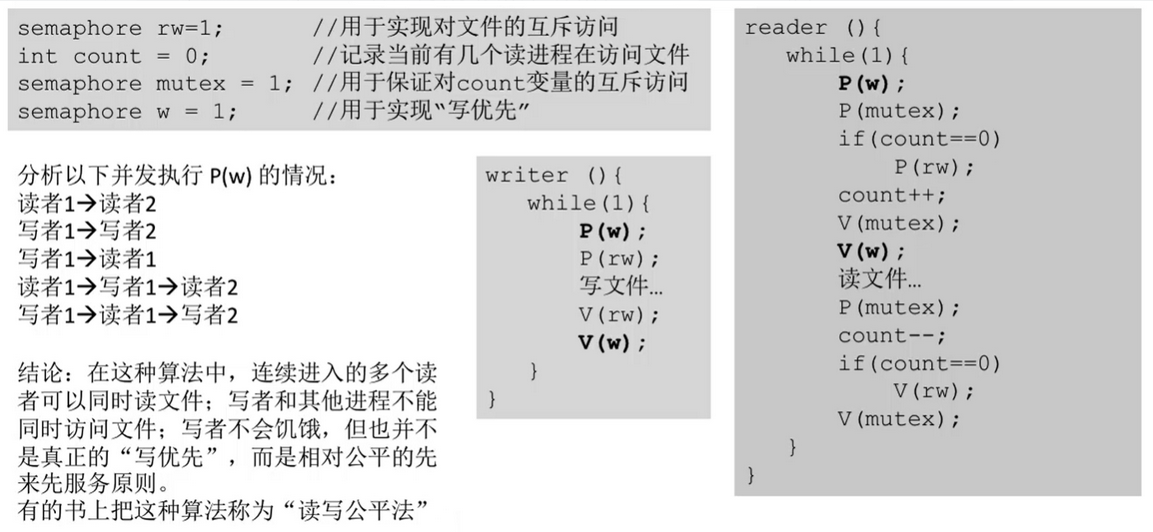 semaphore rw=1; //用于实现对文件的互斥访问
int count = 0; //记录当前有几个读进程在访问文件
semaphore mutex = 1; //用于保证对count变量的互斥访问
semaphore w = 1; //用于实现“写优先”
分析以下并发执行 P(w) 的情况：
读者1→读者2
写者1→写者2
写者1→读者1
读者1→写者1→读者2
写者1→读者1→写者2
结论：在这种算法中，连续进入的多个读
者可以同时读文件；写者和其他进程不能
同时访问文件；写者不会饥饿，但也并不
是真正的“写优先”，而是相对公平的先
来先服务原则。
有的书上把这种算法称为“读写公平法”
writer (){
while(1){
P(w);
P(rw);
写文件…
V(rw);
V(w);
}
}
reader (){
while(1){
P(w);
P(mutex);
if(count==0)
P(rw);
count++;
V(mutex);
V(w);
读文件…
P(mutex);
count--;
if(count==0)
V(rw);
V(mutex);
}
}